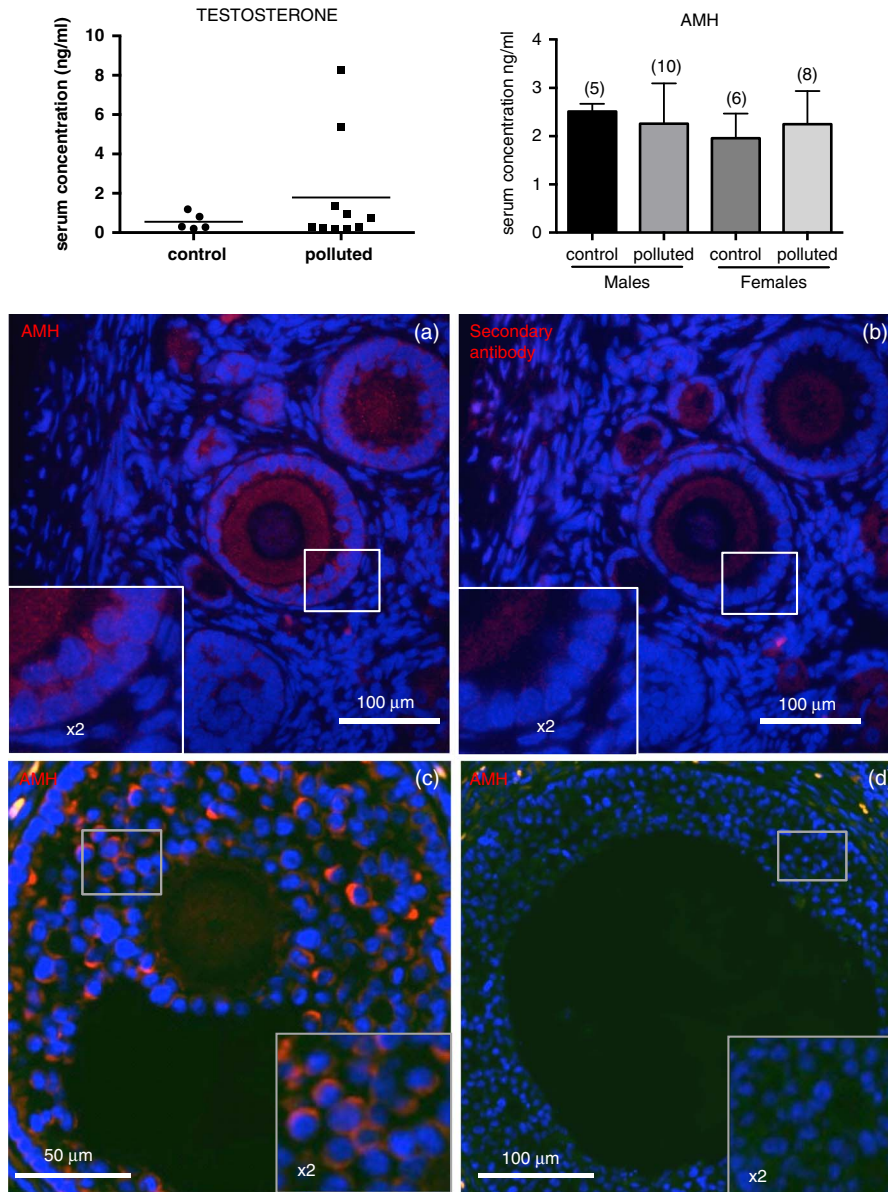 TESTOSTERONE
serum concentration (ng/ml)
10
8
6
4
2
0
control
polluted
AMH
serum concentration ng/ml
4
3
2
1
0
(5)
(10)
(6)
(8)
control polluted control polluted
Males
Females
AMH
(a)
x2
100 μm
Secondary
antibody
(b)
x2
100 μm
AMH
(c)
50 μm
x2
AMH
(d)
100 μm
x2